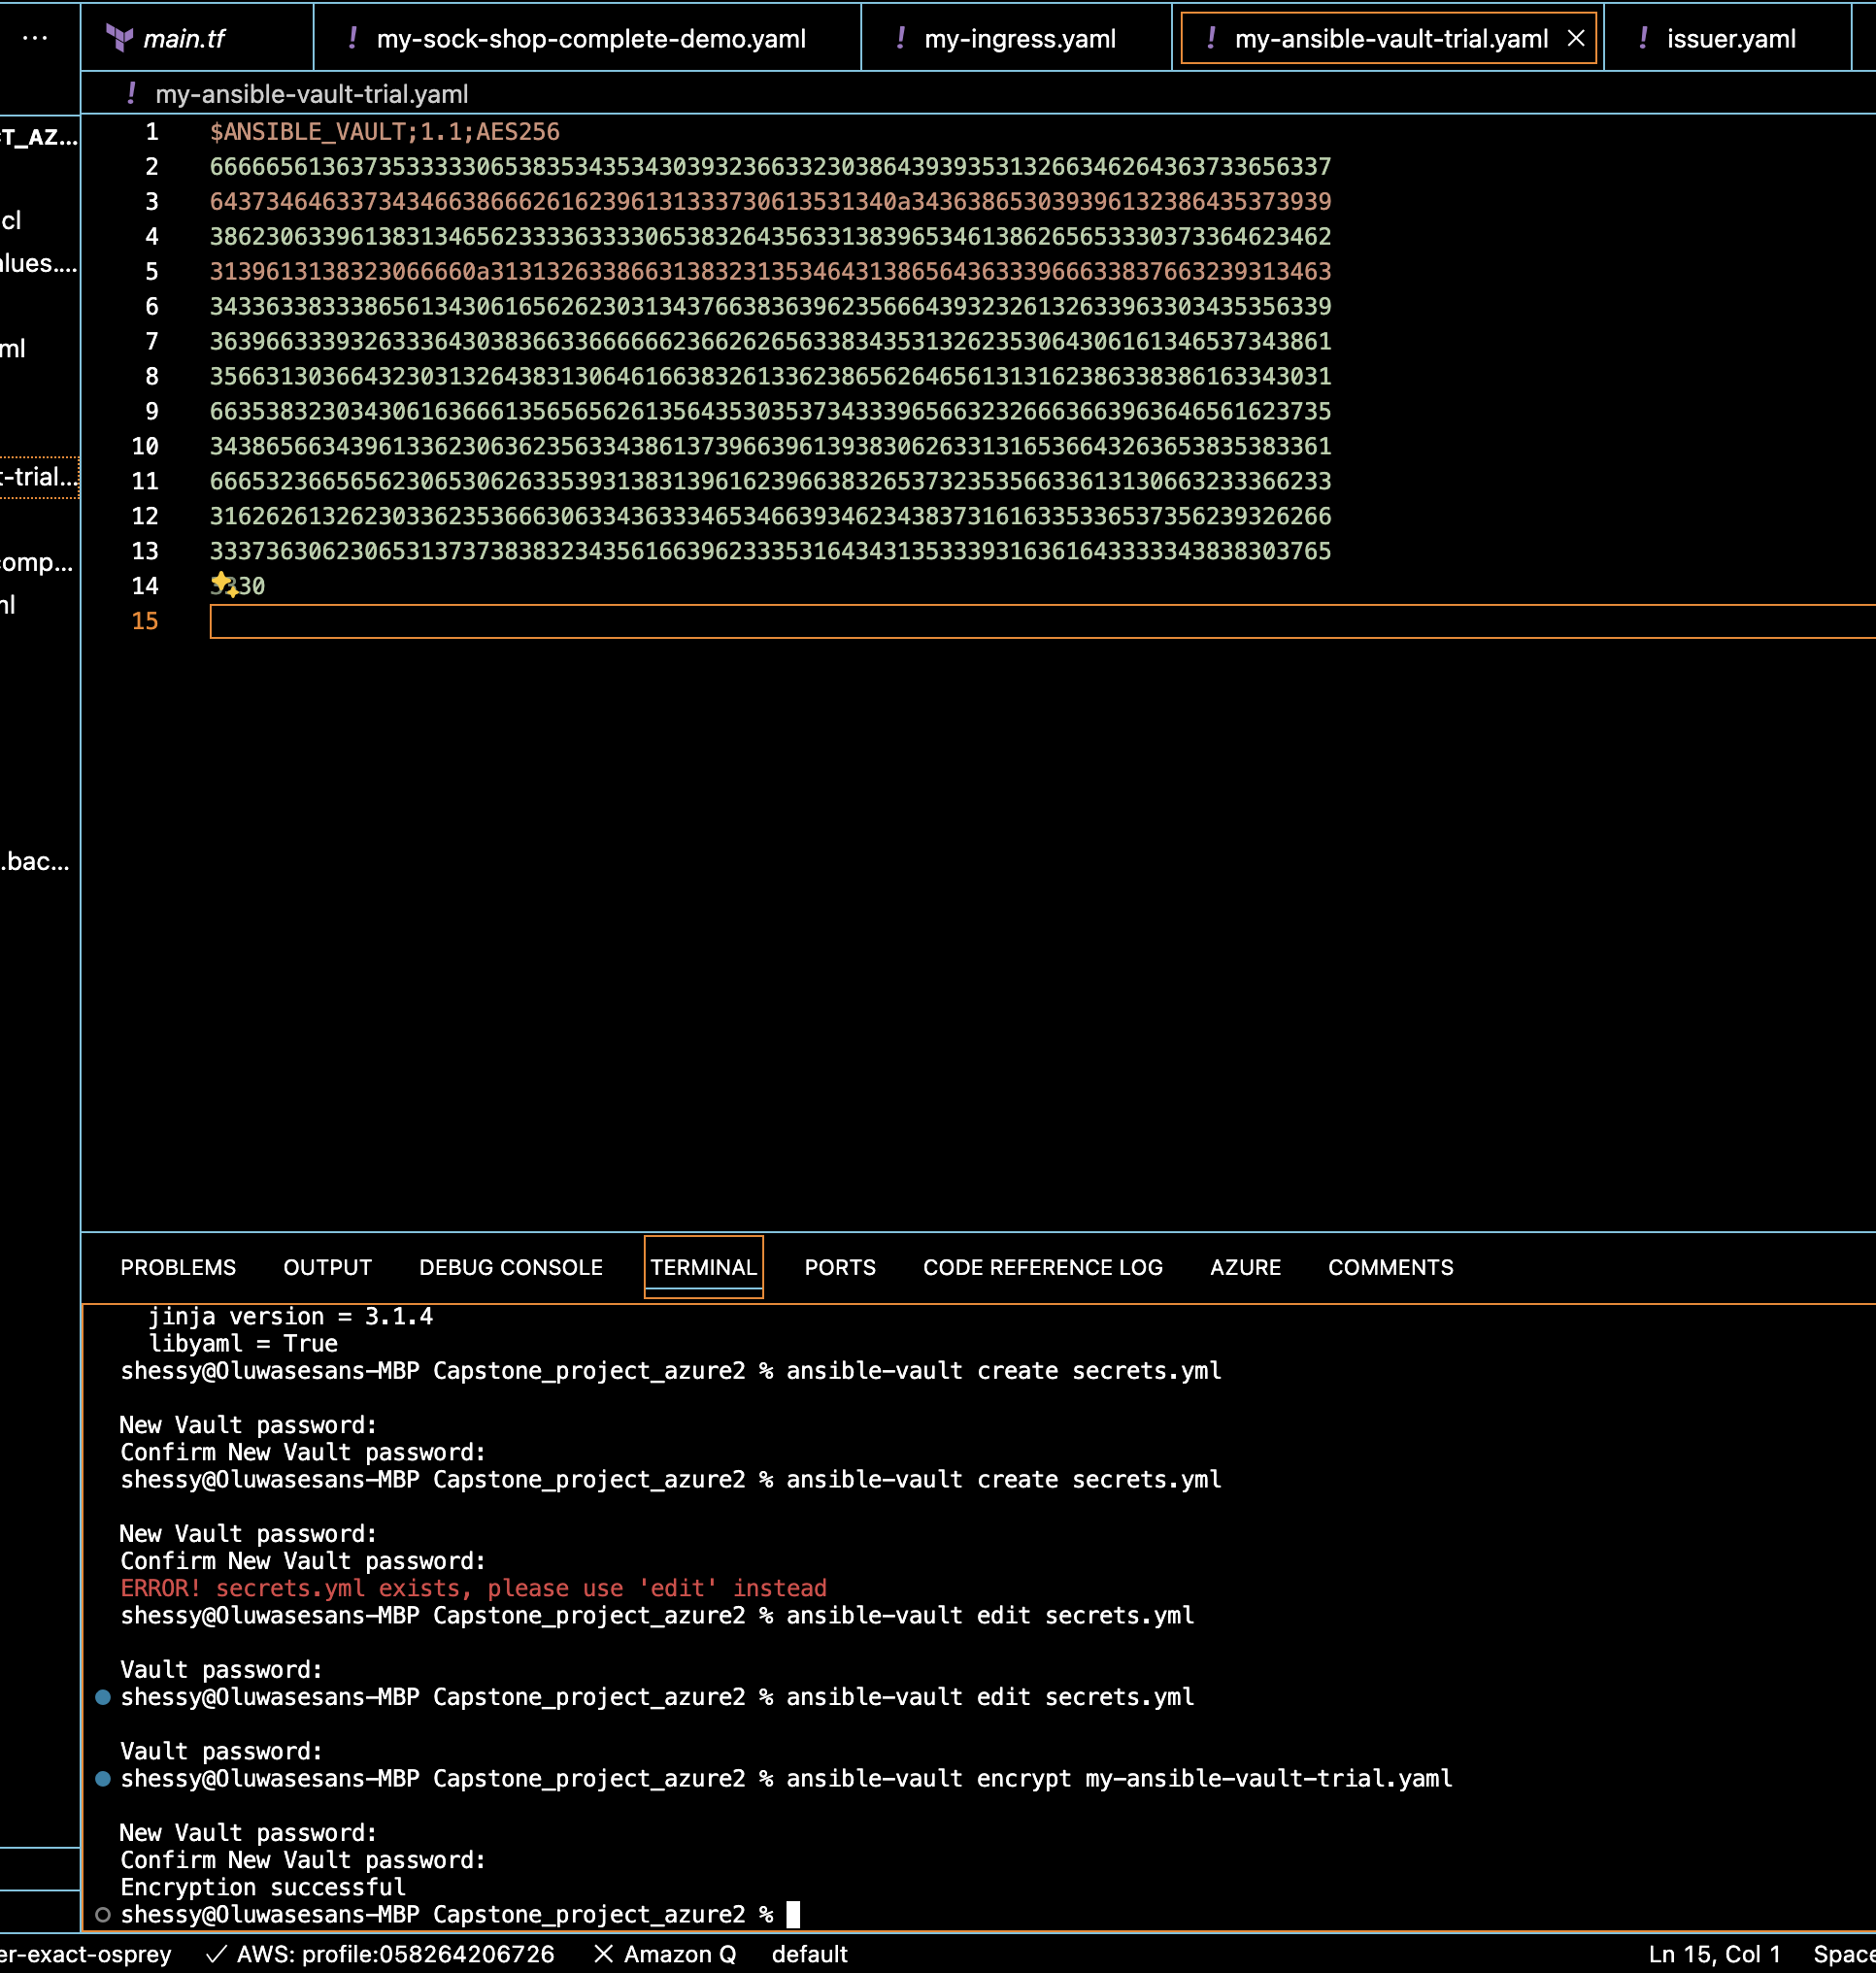 ...
main.tf
! my-sock-shop-complete-demo.yaml
! my-ingress.yaml
! my-ansible-vault-trial.yaml ×
! issuer.yaml
! my-ansible-vault-trial.yaml
CT_AZ...
cl
alues....
ml
t-trial...
comp...
ml
.bac...
1 $ANSIBLE_VAULT;1.1;AES256
2 66666561363735333333306538353435343039323663323038643939353132663462643637336563​37
3 64373464633734346638666261623961313337306135313​40a343638653039396132386435373939
4 38623063396138313465623333633330653832643563313839653461386265653330373364623462
5 3139613138323066660a313132633866313832313534643138656436333966633837663239313463
6 34336338333865613430616562623031343766383639623566643932326132633963303435356339
7 36396633393263336430383663366666623662626563383435313262353064306161346537343861
8 35663130366432303132643831306461663832613362386562646561313162386338386163343031
9 66353832303430616366613565656261356435303537343339656632326663663963646561623735
10 34386566343961336230636235633438613739663961393830626331316536643263653835383361
11 66653236656562306530626335393138313961623966383265373235356633613130663233366233
12 31626261326230336235366630633436333465346639346234383731616335336537356239326266
13 33373630623065313737383832343561663962333531643431353339316361643333343838303765
14 3330
15
PROBLEMS OUTPUT DEBUG CONSOLE TERMINAL PORTS CODE REFERENCE LOG AZURE COMMENTS
jinja version = 3.1.4
libyaml = True
shessy@Oluwasesans-MBP Capstone_project_azure2 % ansible-vault create secrets.yml
New Vault password:
Confirm New Vault password:
shessy@Oluwasesans-MBP Capstone_project_azure2 % ansible-vault create secrets.yml
New Vault password:
Confirm New Vault password:
ERROR! secrets.yml exists, please use 'edit' instead
shessy@Oluwasesans-MBP Capstone_project_azure2 % ansible-vault edit secrets.yml
Vault password:
shessy@Oluwasesans-MBP Capstone_project_azure2 % ansible-vault edit secrets.yml
Vault password:
shessy@Oluwasesans-MBP Capstone_project_azure2 % ansible-vault encrypt my-ansible-vault-trial.yaml
New Vault password:
Confirm New Vault password:
Encryption successful
shessy@Oluwasesans-MBP Capstone_project_azure2 %
er-exact-osprey ✓ AWS: profile:058264206726 × Amazon Q default Ln 15, Col 1 Space